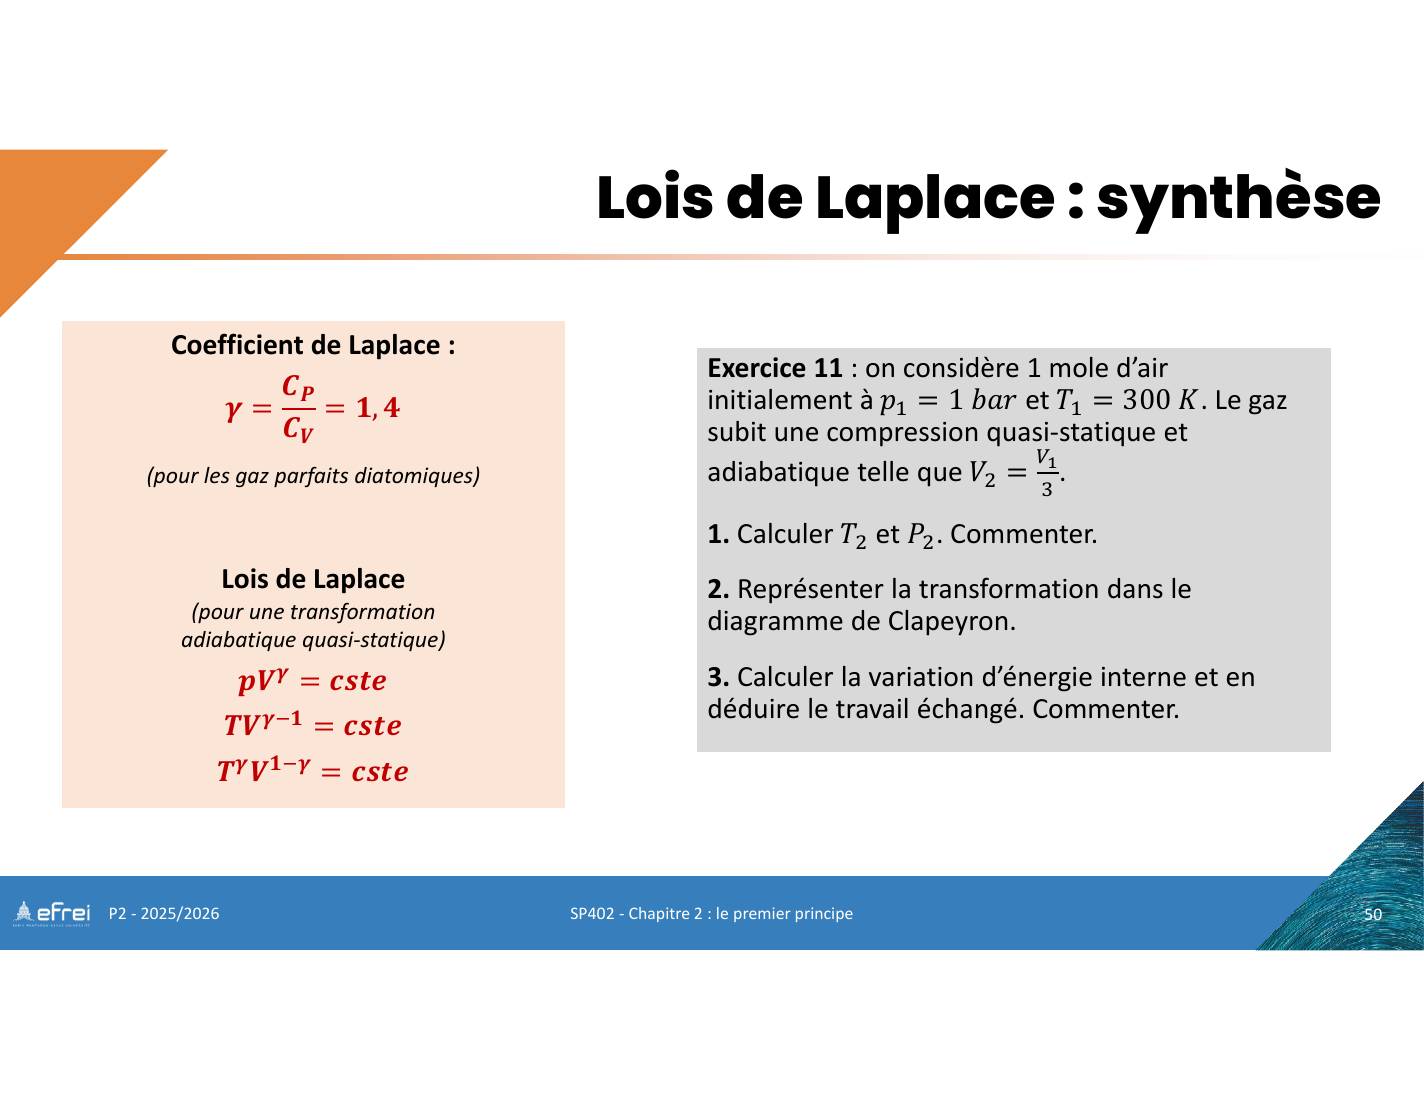 Lois de Laplace : synthèse
Coefficient de Laplace :
γ = C_P / C_V = 1, 4
(pour les gaz parfaits diatomiques)
Lois de Laplace
(pour une transformation
adiabatique quasi-statique)
pV^γ = cste
TV^(γ−1) = cste
T^γ V^(1−γ) = cste
Exercice 11 : on considère 1 mole d’air
initialement à p₁ = 1 bar et T₁ = 300 K. Le gaz
subit une compression quasi-statique et
adiabatique telle que V₂ = V₁/3.
1. Calculer T₂ et P₂. Commenter.
2. Représenter la transformation dans le
diagramme de Clapeyron.
3. Calculer la variation d’énergie interne et en
déduire le travail échangé. Commenter.
efrei
P2 - 2025/2026
SP402 - Chapitre 2 : le premier principe
50